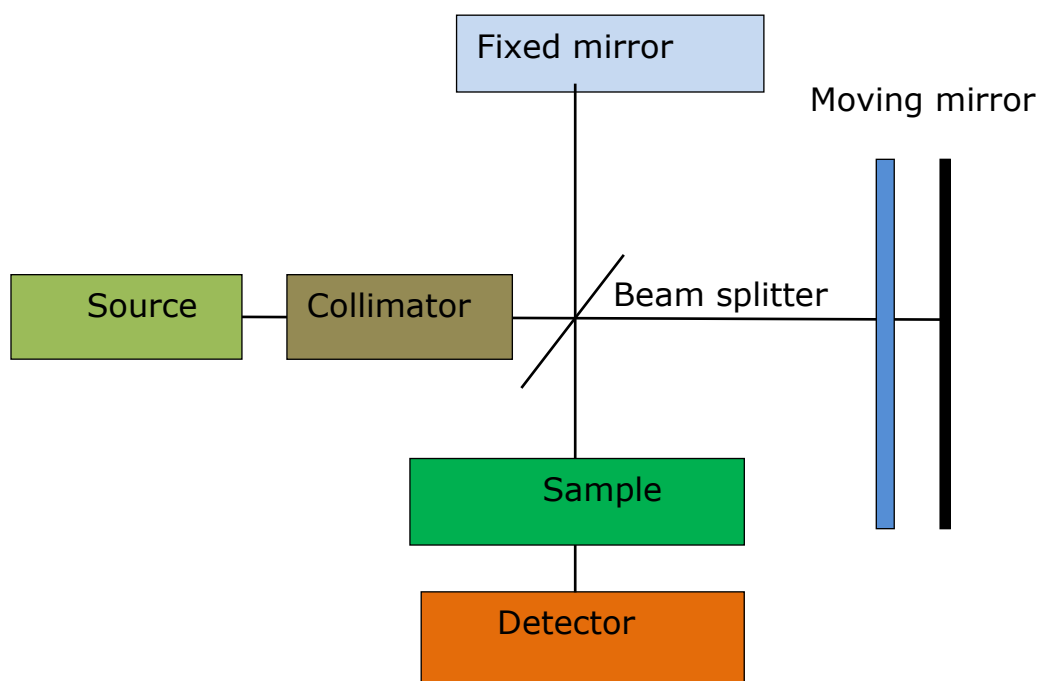 Fixed mirror
Moving mirror
Source
Collimator
Beam splitter
Sample
Detector